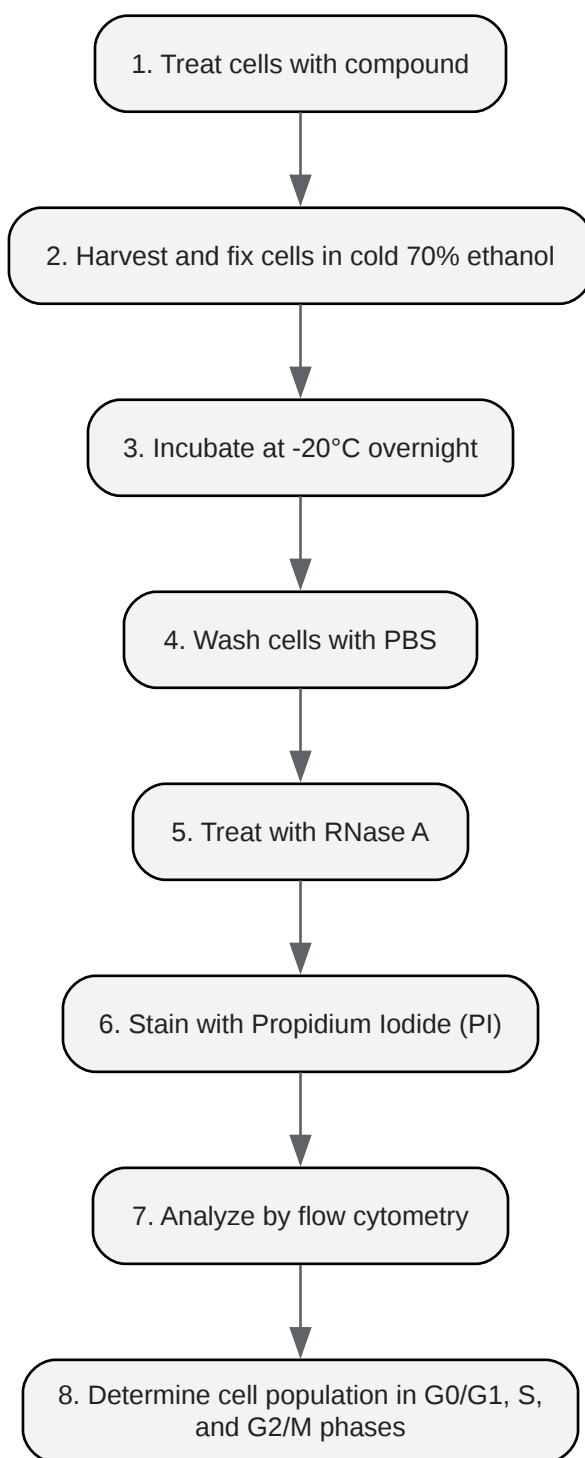 1. Treat cells with compound
2. Harvest and fix cells in cold 70% ethanol
3. Incubate at -20°C overnight
4. Wash cells with PBS
5. Treat with RNase A
6. Stain with Propidium Iodide (PI)
7. Analyze by flow cytometry
8. Determine cell population in G0/G1, S,
and G2/M phases